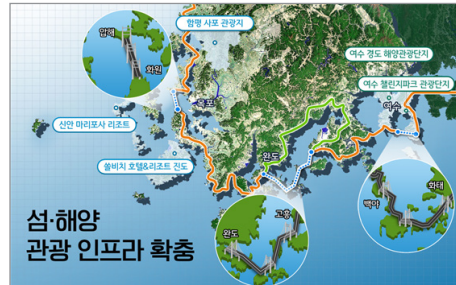 함평 사포 관광지
압해
화원
여수 경도 해양관광단지
여수 챌린지파크 관광단지
목포
여수
신안 마리포사 리조트
완도
쏠비치 호텔&리조트 진도
화태
백야
고흥
완도
섬·해양
관광 인프라 확충